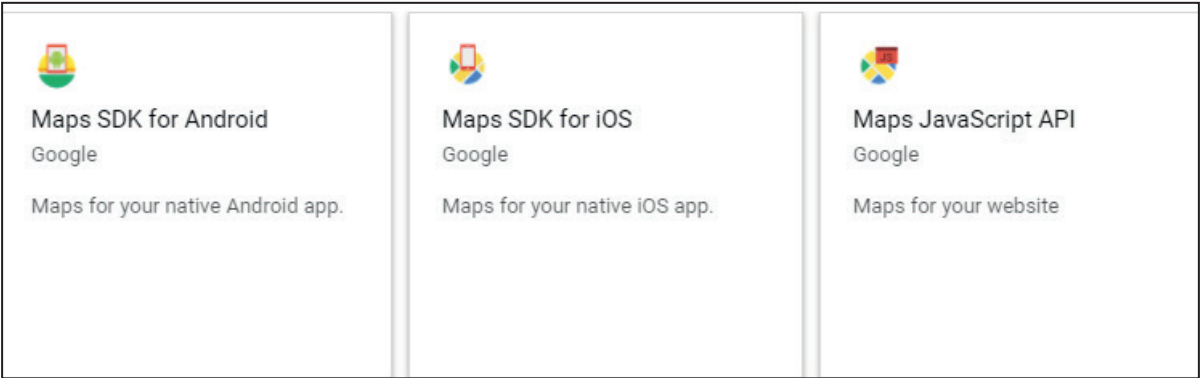 Maps SDK for Android
Google
Maps for your native Android app.
Maps SDK for iOS
Google
Maps for your native iOS app.
JS
Maps JavaScript API
Google
Maps for your website